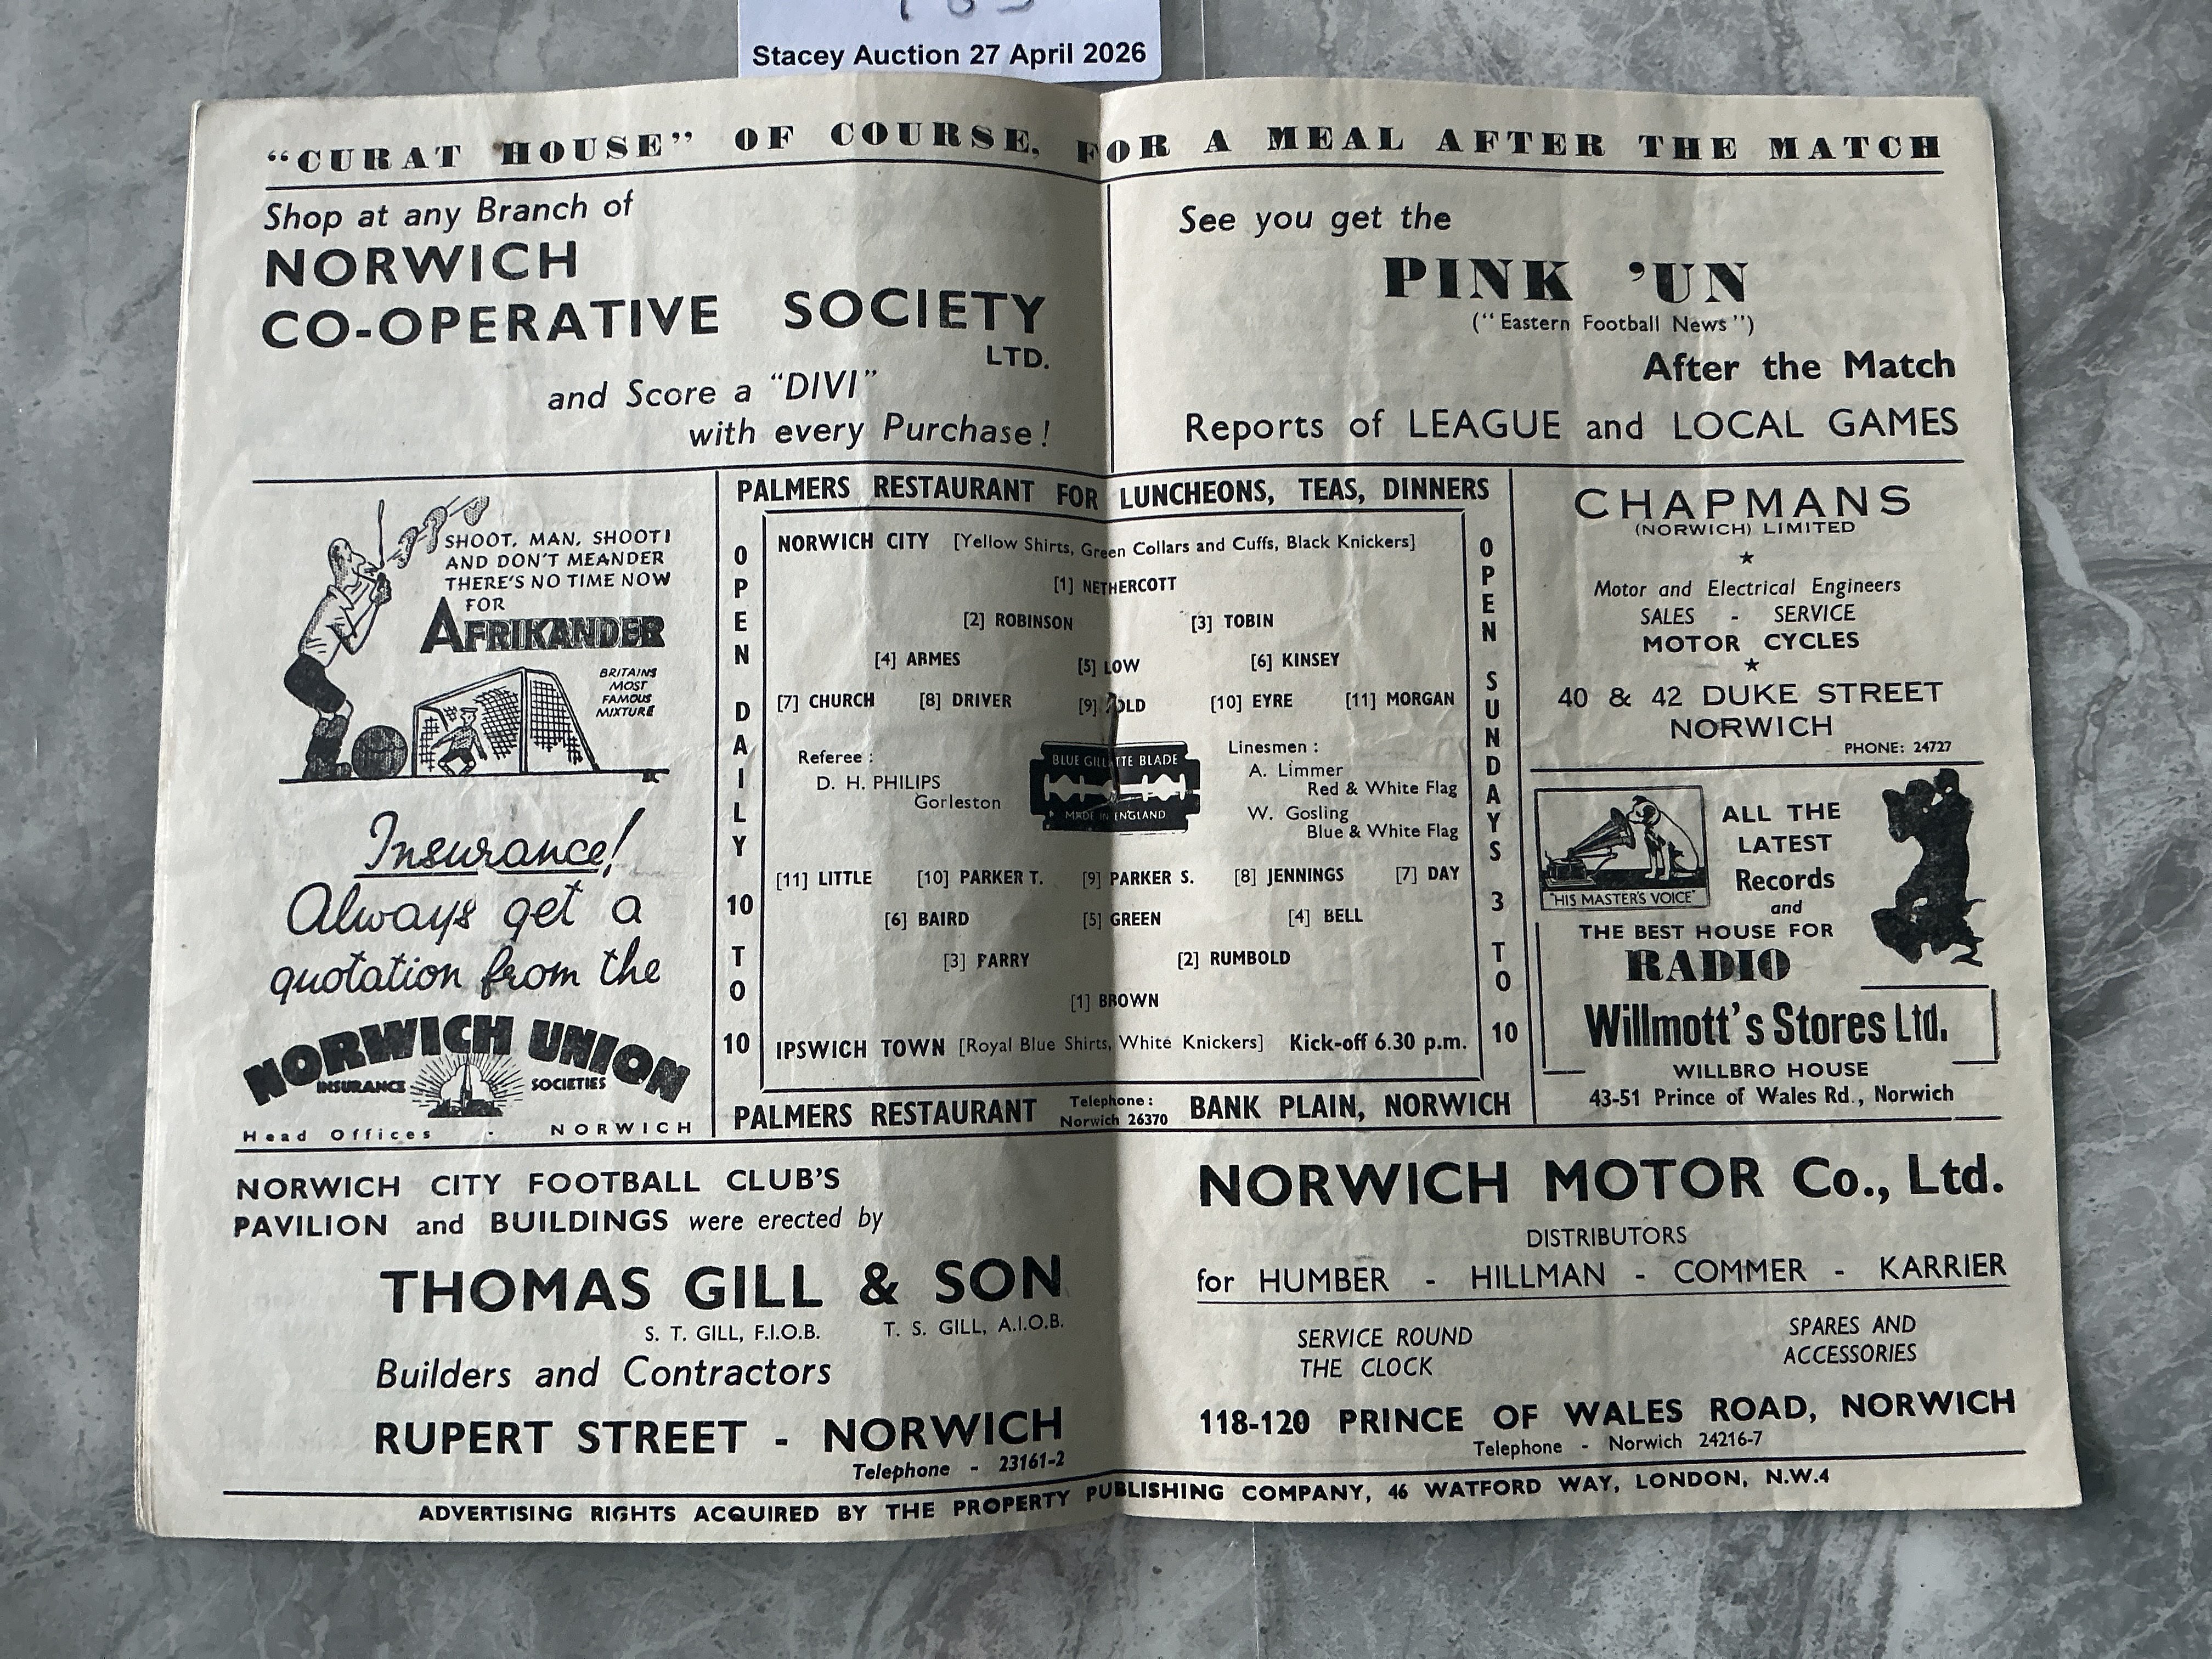 Stacey Auction 27 April 2026
"CURAT HOUSE" OF COURSE, FOR A MEAL AFTER THE MATCH
Shop at any Branch of
NORWICH
CO-OPERATIVE SOCIETY
LTD.
and Score a "DIVI"
with every Purchase!
See you get the
PINK 'UN
("Eastern Football News")
After the Match
Reports of LEAGUE and LOCAL GAMES
SHOOT, MAN, SHOOT!
AND DON'T MEANDER
THERE'S NO TIME NOW
FOR
AFRIKANDER
BRITAINS
MOST
FAMOUS
MIXTURE
Insurance!
Always get a
quotation from the
NORWICH UNION
INSURANCE SOCIETIES
Head Offices - NORWICH
PALMERS RESTAURANT FOR LUNCHEONS, TEAS, DINNERS
OPEN DAILY 10 TO 10
NORWICH CITY [Yellow Shirts, Green Collars and Cuffs, Black Knickers]
[1] NETHERCOTT
[2] ROBINSON [3] TOBIN
[4] ARMES [5] LOW [6] KINSEY
[7] CHURCH [8] DRIVER [9] OLD [10] EYRE [11] MORGAN
Referee :
D. H. PHILIPS
Gorleston
BLUE GILLETTE BLADE
MADE IN ENGLAND
Linesmen :
A. Limmer
Red & White Flag
W. Gosling
Blue & White Flag
[11] LITTLE [10] PARKER T. [9] PARKER S. [8] JENNINGS [7] DAY
[6] BAIRD [5] GREEN [4] BELL
[3] FARRY [2] RUMBOLD
[1] BROWN
IPSWICH TOWN [Royal Blue Shirts, White Knickers] Kick-off 6.30 p.m.
OPEN SUNDAYS 3 TO 10
PALMERS RESTAURANT Telephone : Norwich 26370 BANK PLAIN, NORWICH
CHAPMANS
(NORWICH) LIMITED
★
Motor and Electrical Engineers
SALES - SERVICE
MOTOR CYCLES
★
40 & 42 DUKE STREET
NORWICH
PHONE: 24727
"HIS MASTER'S VOICE"
ALL THE
LATEST
Records
and
THE BEST HOUSE FOR
RADIO
Willmott's Stores Ltd.
WILLBRO HOUSE
43-51 Prince of Wales Rd., Norwich
NORWICH CITY FOOTBALL CLUB'S
PAVILION and BUILDINGS were erected by
THOMAS GILL & SON
S. T. GILL, F.I.O.B. T. S. GILL, A.I.O.B.
Builders and Contractors
RUPERT STREET - NORWICH
Telephone - 23161-2
NORWICH MOTOR Co., Ltd.
DISTRIBUTORS
for HUMBER - HILLMAN - COMMER - KARRIER
SERVICE ROUND
THE CLOCK
SPARES AND
ACCESSORIES
118-120 PRINCE OF WALES ROAD, NORWICH
Telephone - Norwich 24216-7
ADVERTISING RIGHTS ACQUIRED BY THE PROPERTY PUBLISHING COMPANY, 46 WATFORD WAY, LONDON, N.W.4